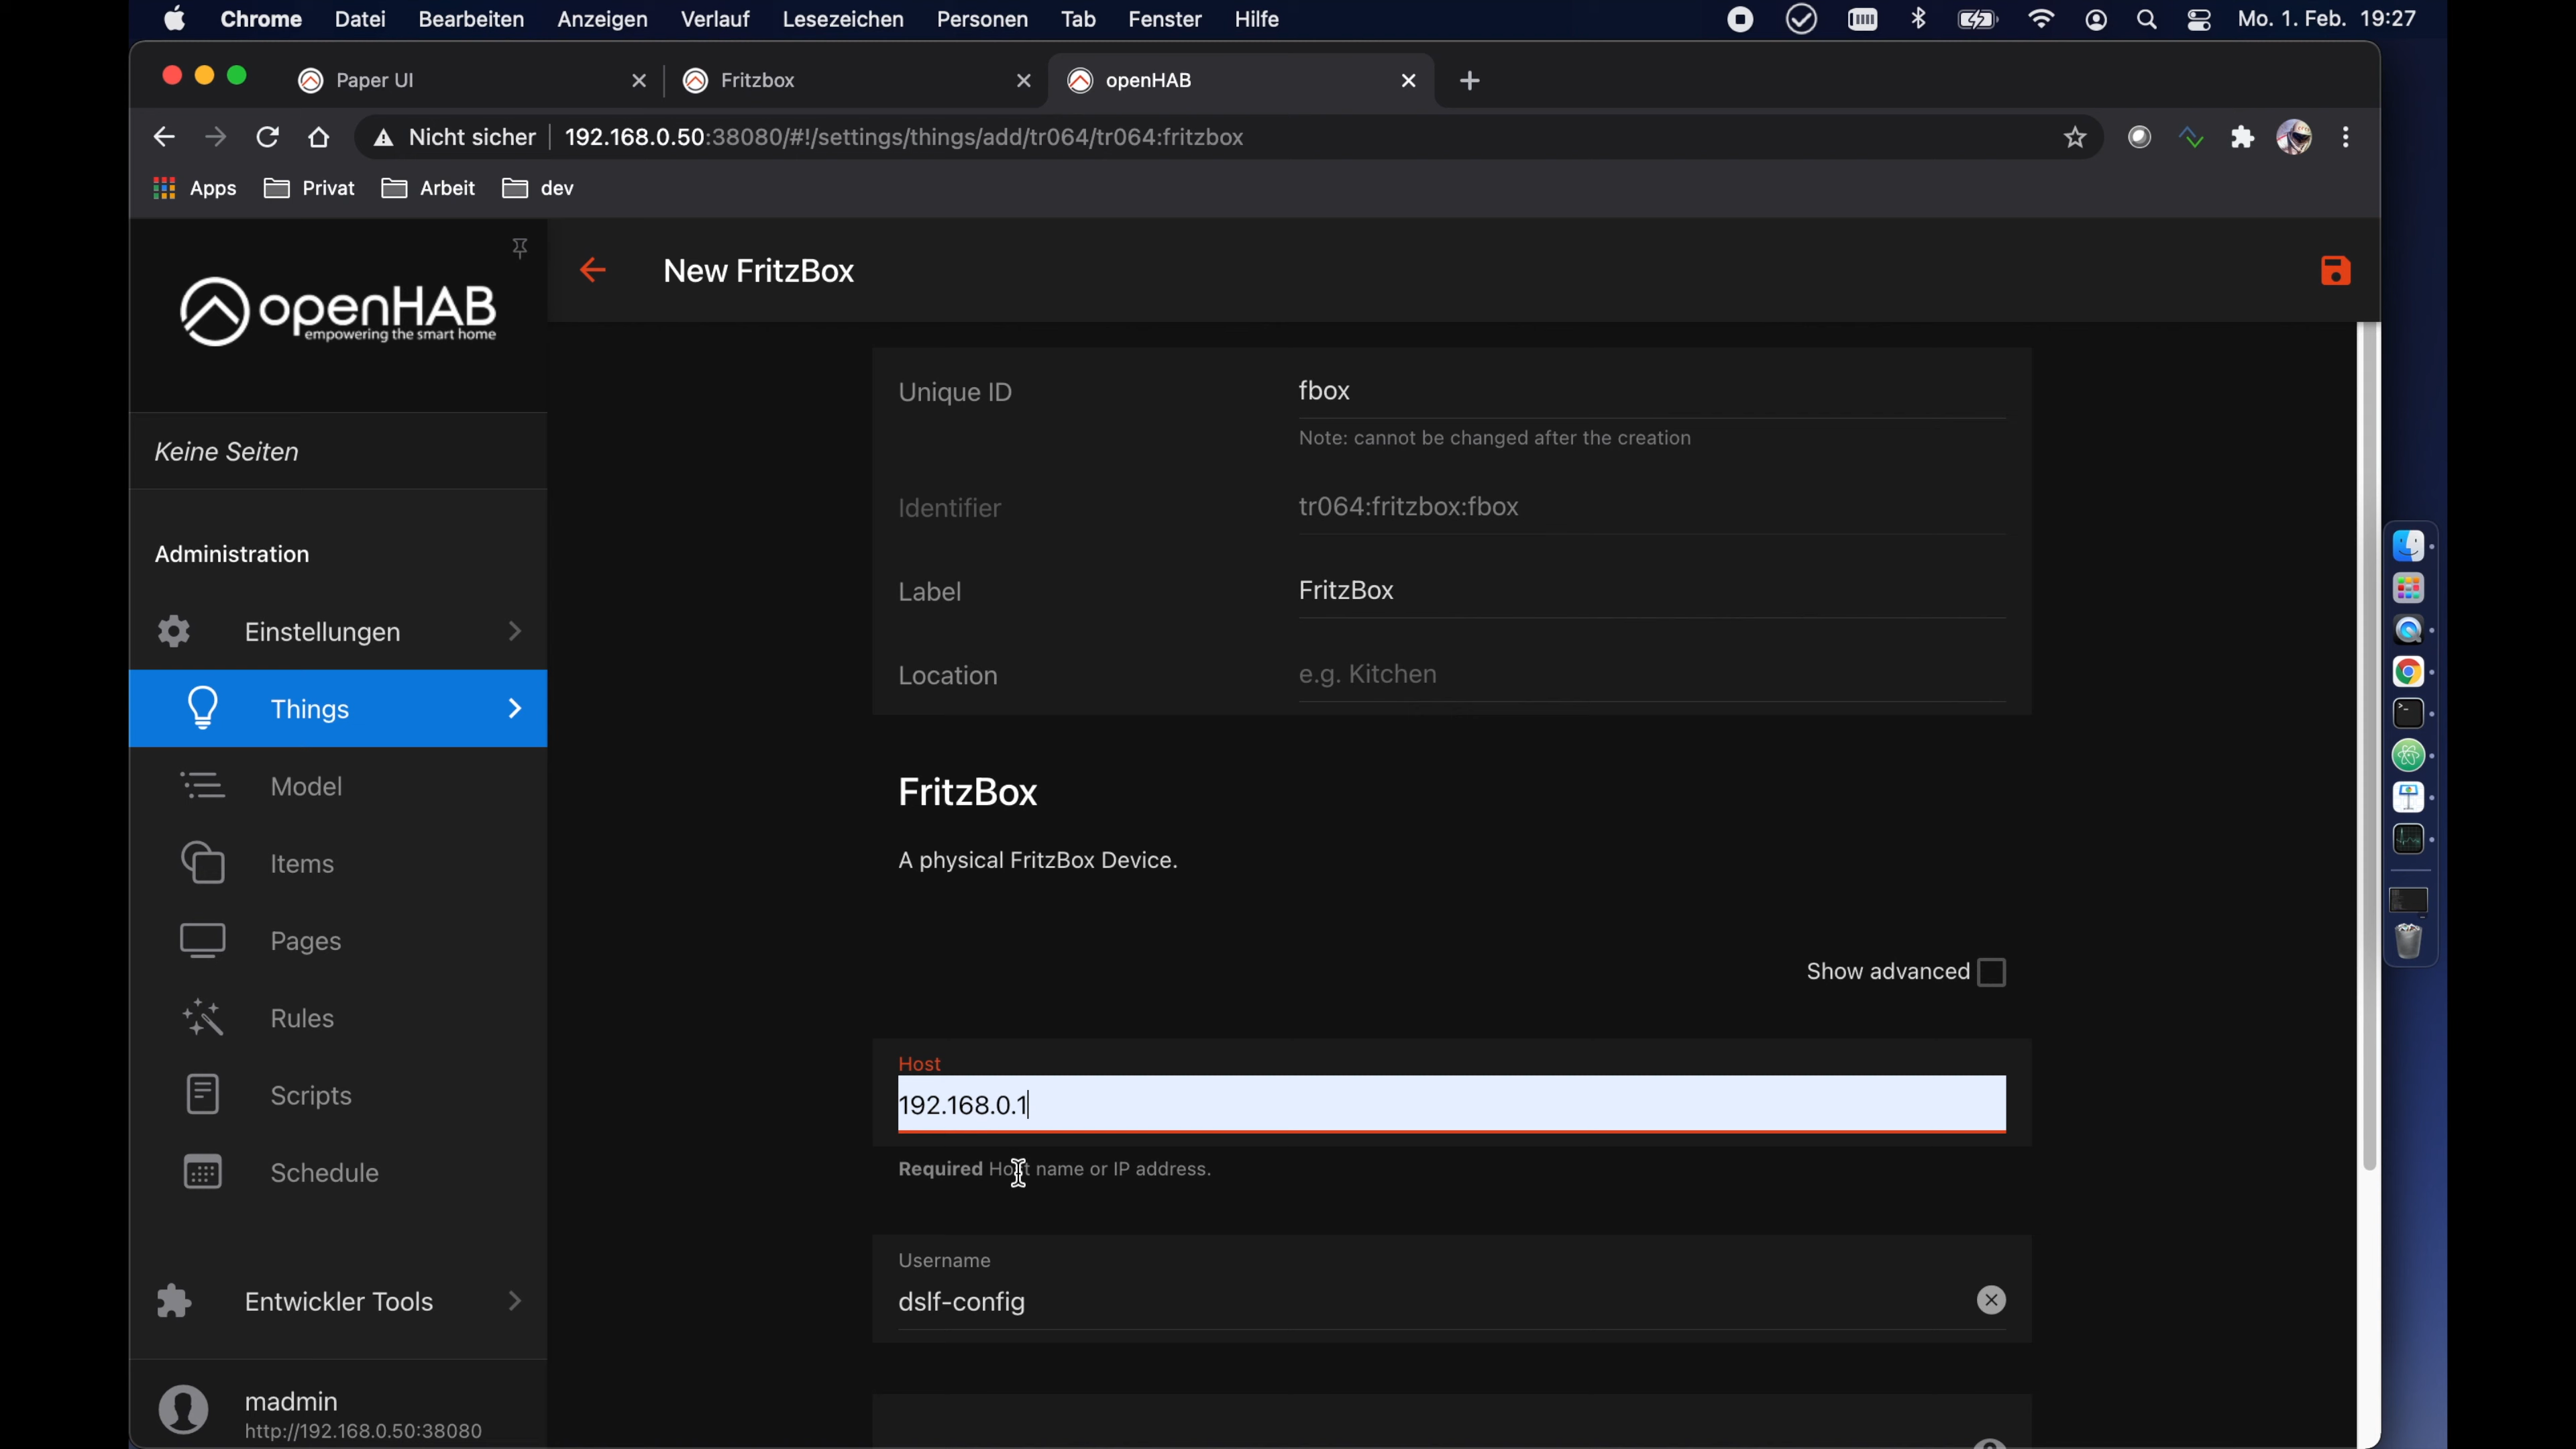 Chrome Datei Bearbeiten Anzeigen Verlauf Lesezeichen Personen Tab Fenster Hilfe Mo. 1. Feb. 19:27
Paper UI Fritzbox openHAB
Nicht sicher 192.168.0.50:38080/#!/settings/things/add/tr064/tr064:fritzbox
Apps Privat Arbeit dev
openHAB
empowering the smart home
Keine Seiten
Administration
Einstellungen
Things
Model
Items
Pages
Rules
Scripts
Schedule
Entwickler Tools
madmin
http://192.168.0.50:38080
New FritzBox
Unique ID fbox
Note: cannot be changed after the creation
Identifier tr064:fritzbox:fbox
Label FritzBox
Location e.g. Kitchen
FritzBox
A physical FritzBox Device.
Show advanced
Host
192.168.0.1
Required Host name or IP address.
Username
dslf-config